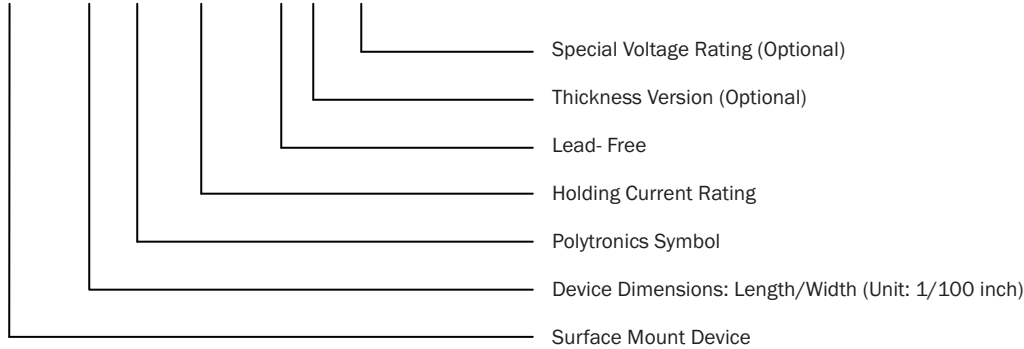 Special Voltage Rating (Optional)
Thickness Version (Optional)
Lead- Free
Holding Current Rating
Polytronics Symbol
Device Dimensions: Length/Width (Unit: 1/100 inch)
Surface Mount Device